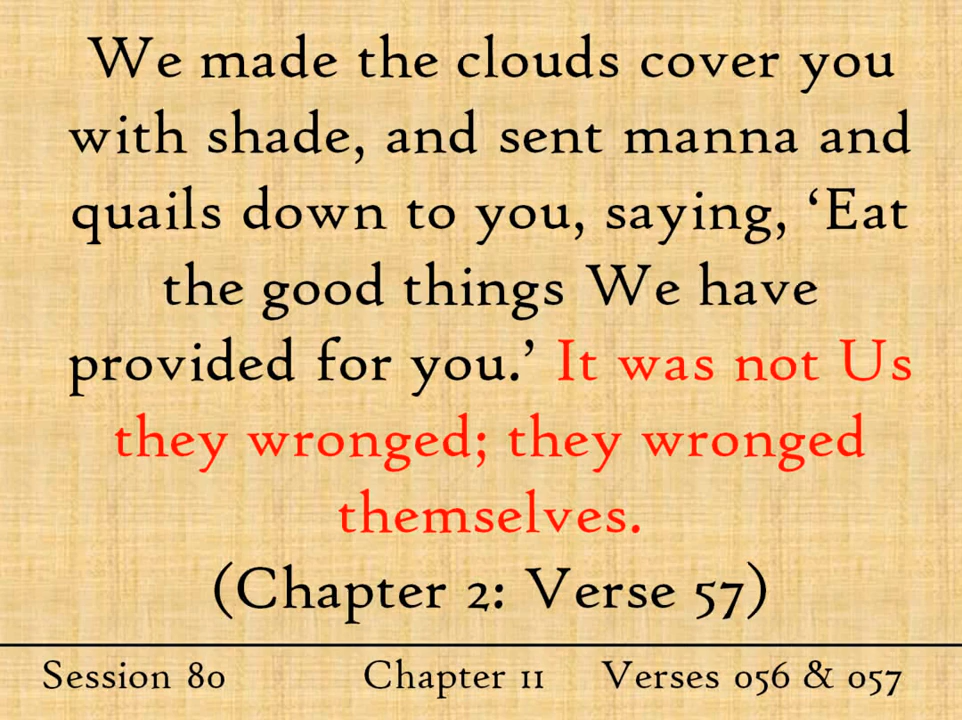 We made the clouds cover you
with shade, and sent manna and
quails down to you, saying, ‘Eat
the good things We have
provided for you.’ It was not Us
they wronged; they wronged
themselves.
(Chapter 2: Verse 57)
Session 80 Chapter 11 Verses 056 & 057